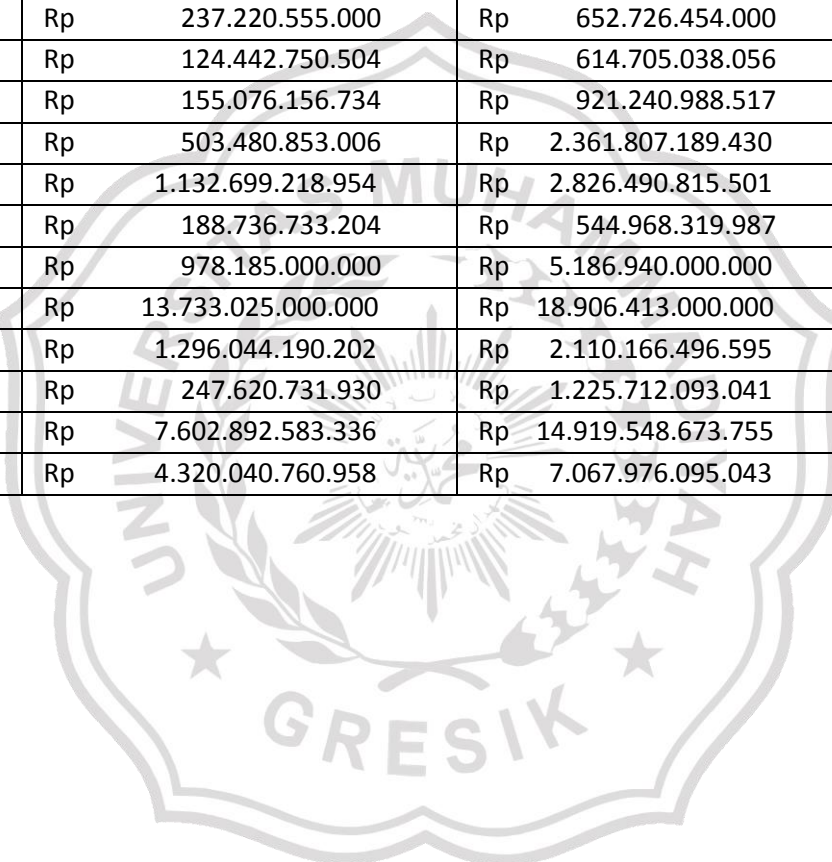 Rp 237.220.555.000 Rp 652.726.454.000
Rp 124.442.750.504 Rp 614.705.038.056
Rp 155.076.156.734 Rp 921.240.988.517
Rp 503.480.853.006 Rp 2.361.807.189.430
Rp 1.132.699.218.954 Rp 2.826.490.815.501
Rp 188.736.733.204 Rp 544.968.319.987
Rp 978.185.000.000 Rp 5.186.940.000.000
Rp 13.733.025.000.000 Rp 18.906.413.000.000
Rp 1.296.044.190.202 Rp 2.110.166.496.595
Rp 247.620.731.930 Rp 1.225.712.093.041
Rp 7.602.892.583.336 Rp 14.919.548.673.755
Rp 4.320.040.760.958 Rp 7.067.976.095.043
UNIVERSITAS MUHAMMADIYAH
GRESIK